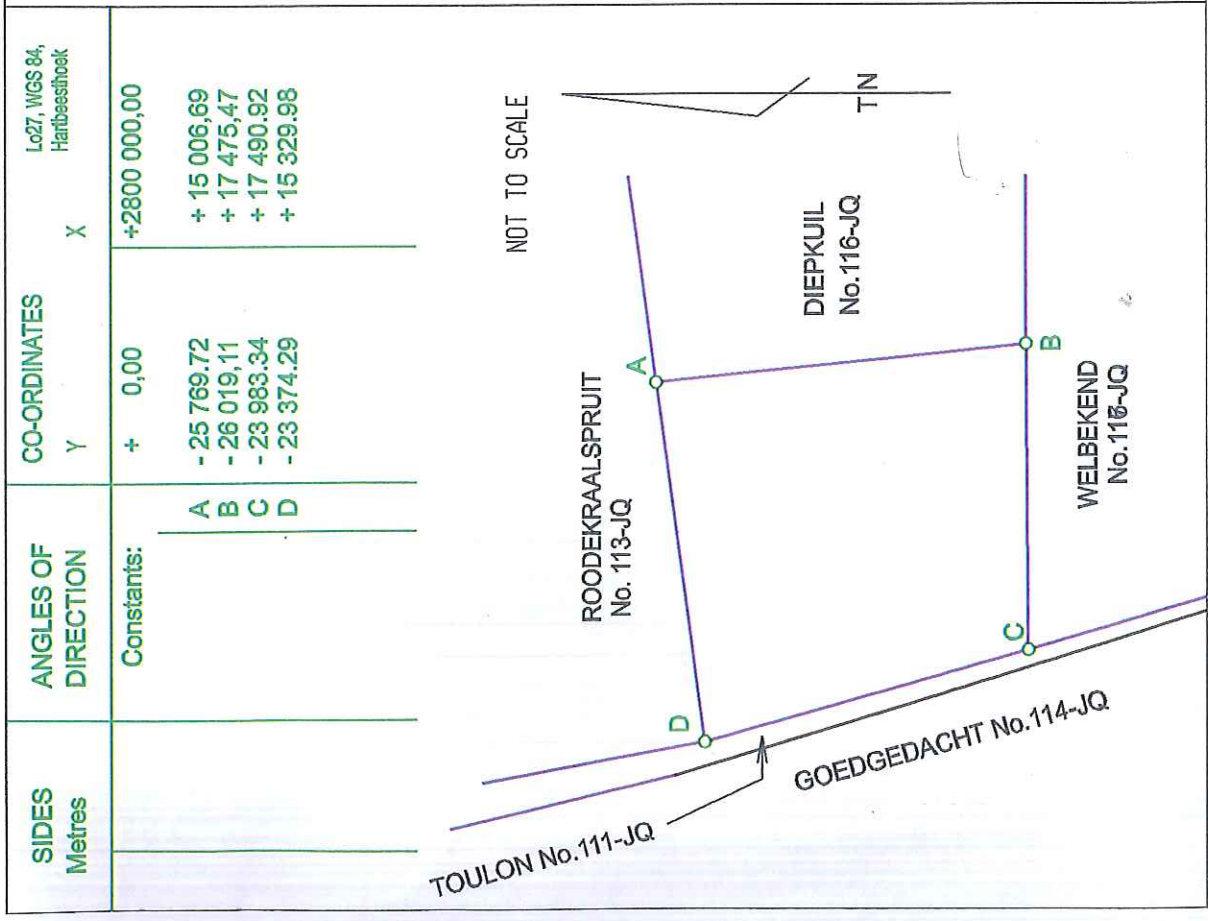 SIDES
Metres
ANGLES OF
DIRECTION
CO-ORDINATES
Y X
Lo27, WGS 84,
Hartbeesthoek
Constants: + 0,00 +2800 000,00
A - 25 769.72 + 15 006,69
B - 26 019,11 + 17 475,47
C - 23 983.34 + 17 490.92
D - 23 374.29 + 15 329.98
NOT TO SCALE
TN
ROODEKRAALSPRUIT
No. 113-JQ
A
D
DIEPKUIL
No.116-JQ
B
C
WELBEKEND
TOULON No.111-JQ
GOEDGEDACHT No.114-JQ